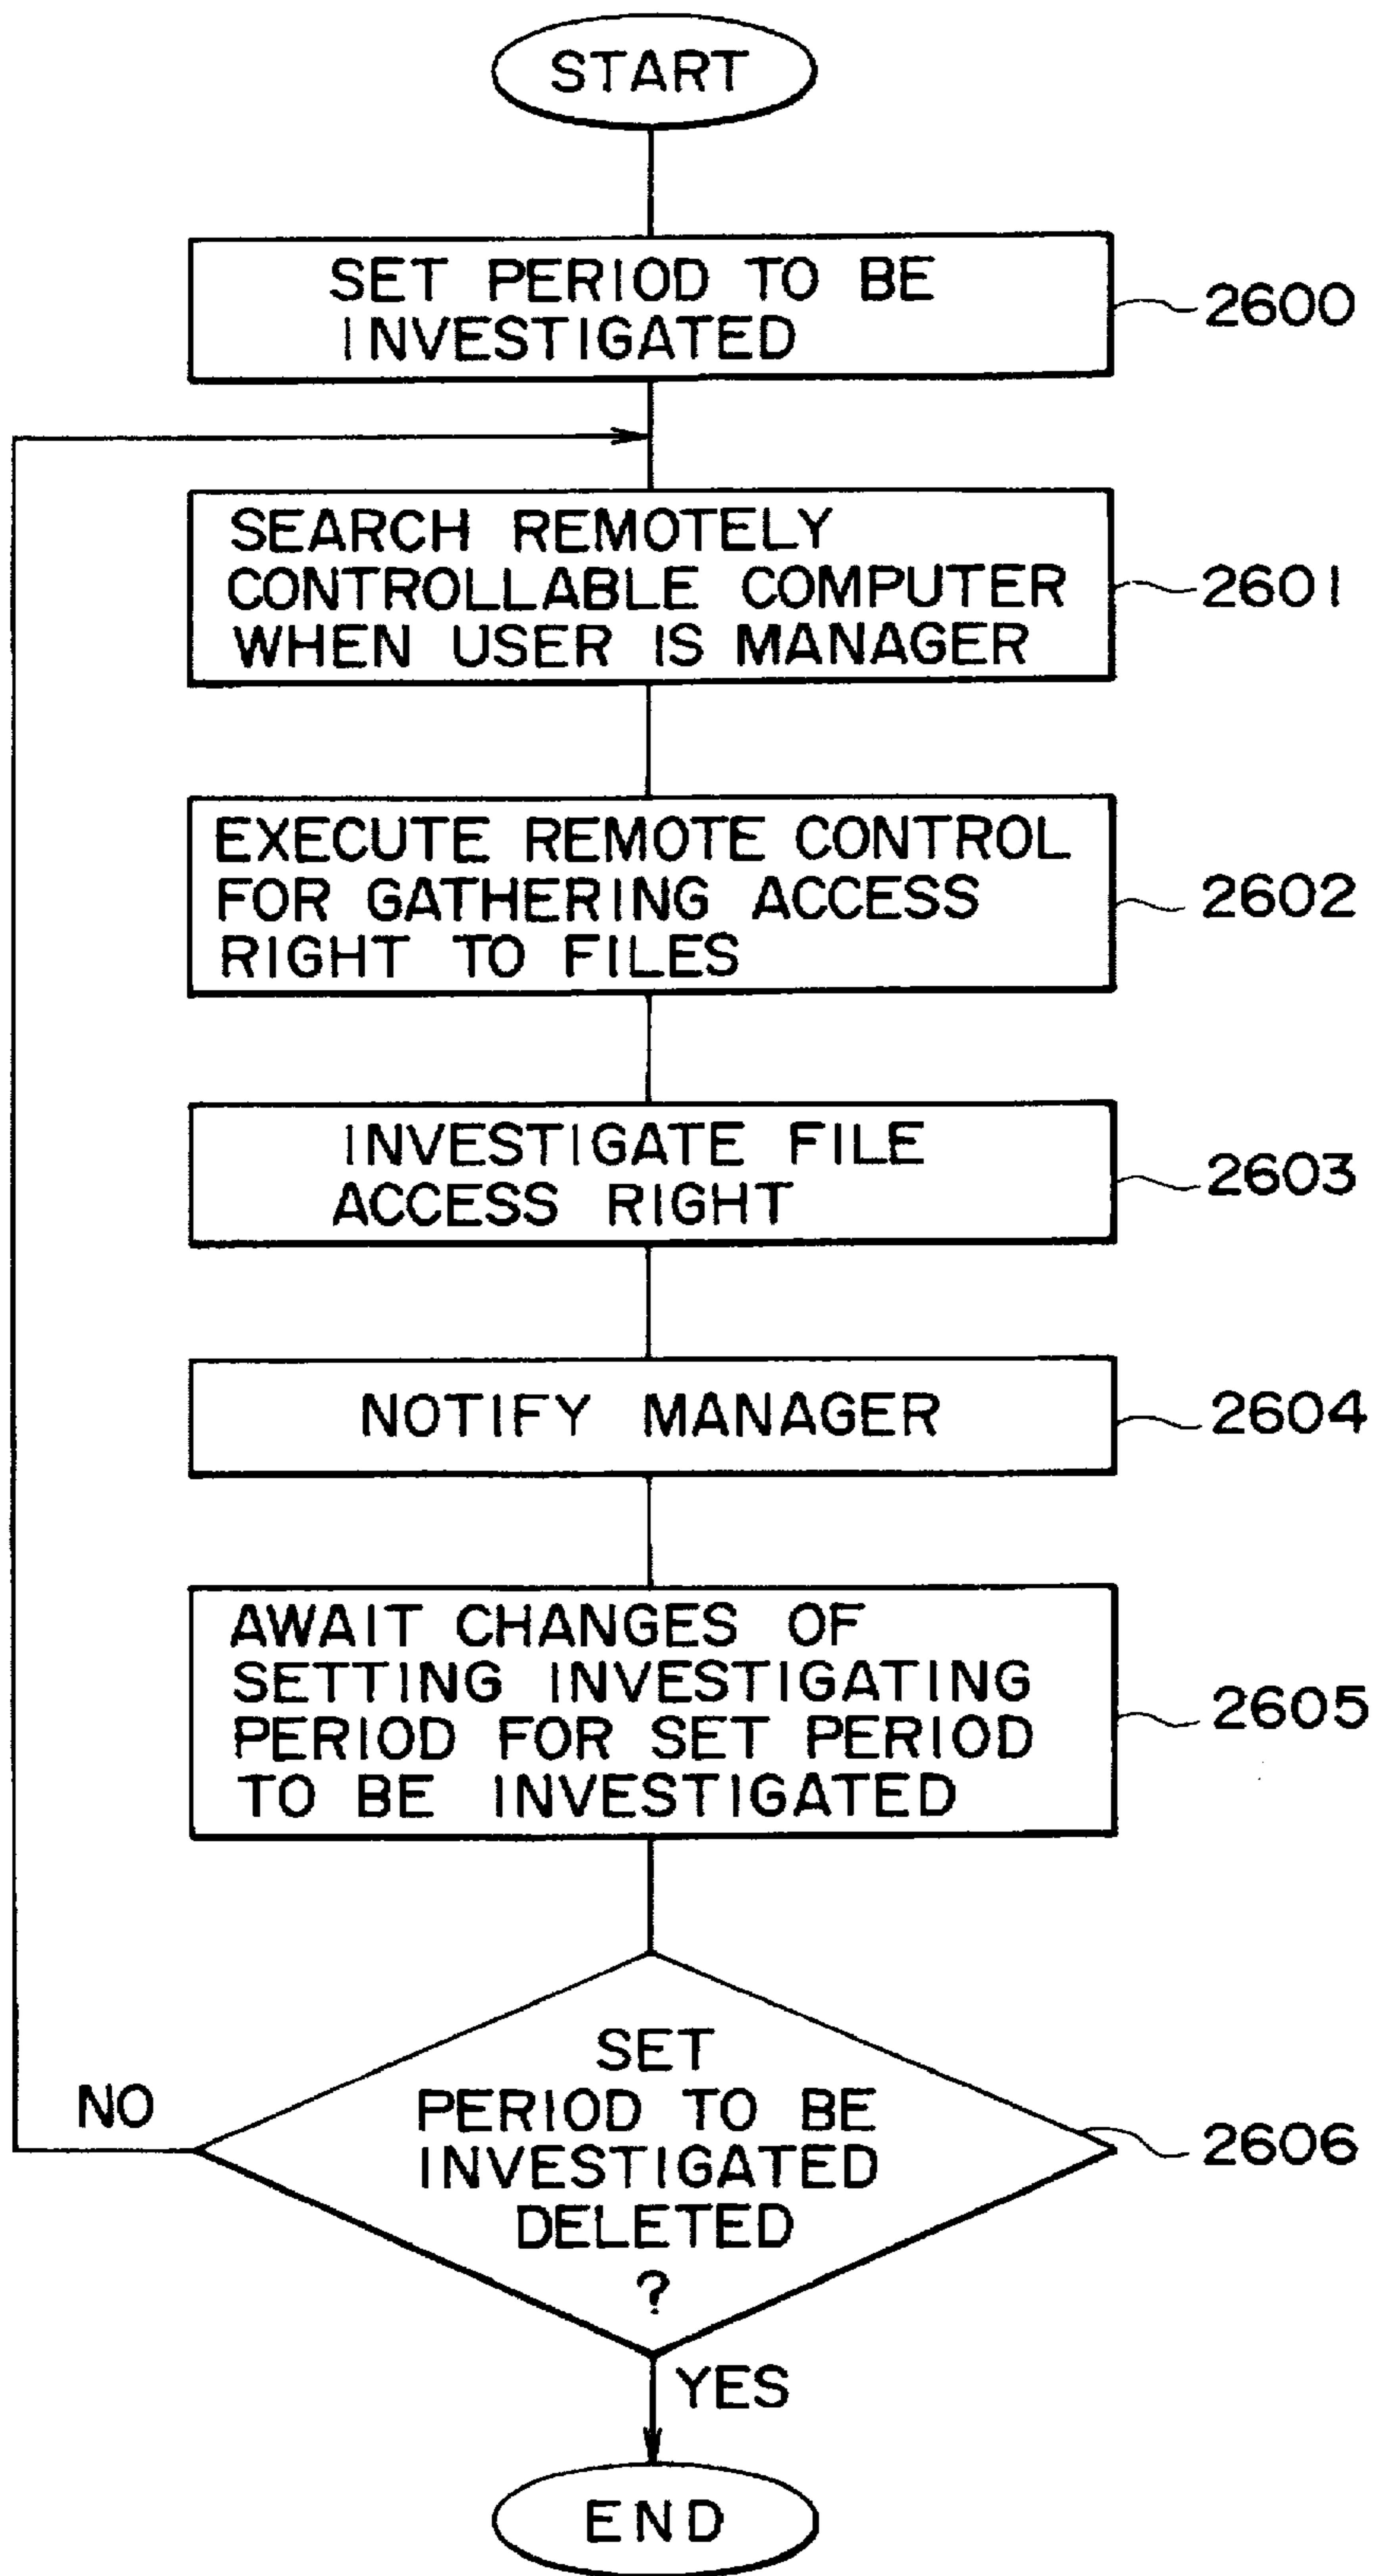 START
SET PERIOD TO BE
INVESTIGATED
2600
SEARCH REMOTELY
CONTROLLABLE COMPUTER
WHEN USER IS MANAGER
2601
EXECUTE REMOTE CONTROL
FOR GATHERING ACCESS
RIGHT TO FILES
2602
INVESTIGATE FILE
ACCESS RIGHT
2603
NOTIFY MANAGER
2604
AWAIT CHANGES OF
SETTING INVESTIGATING
PERIOD FOR SET PERIOD
TO BE INVESTIGATED
2605
SET
PERIOD TO BE
INVESTIGATED
DELETED
?
2606
NO
YES
END